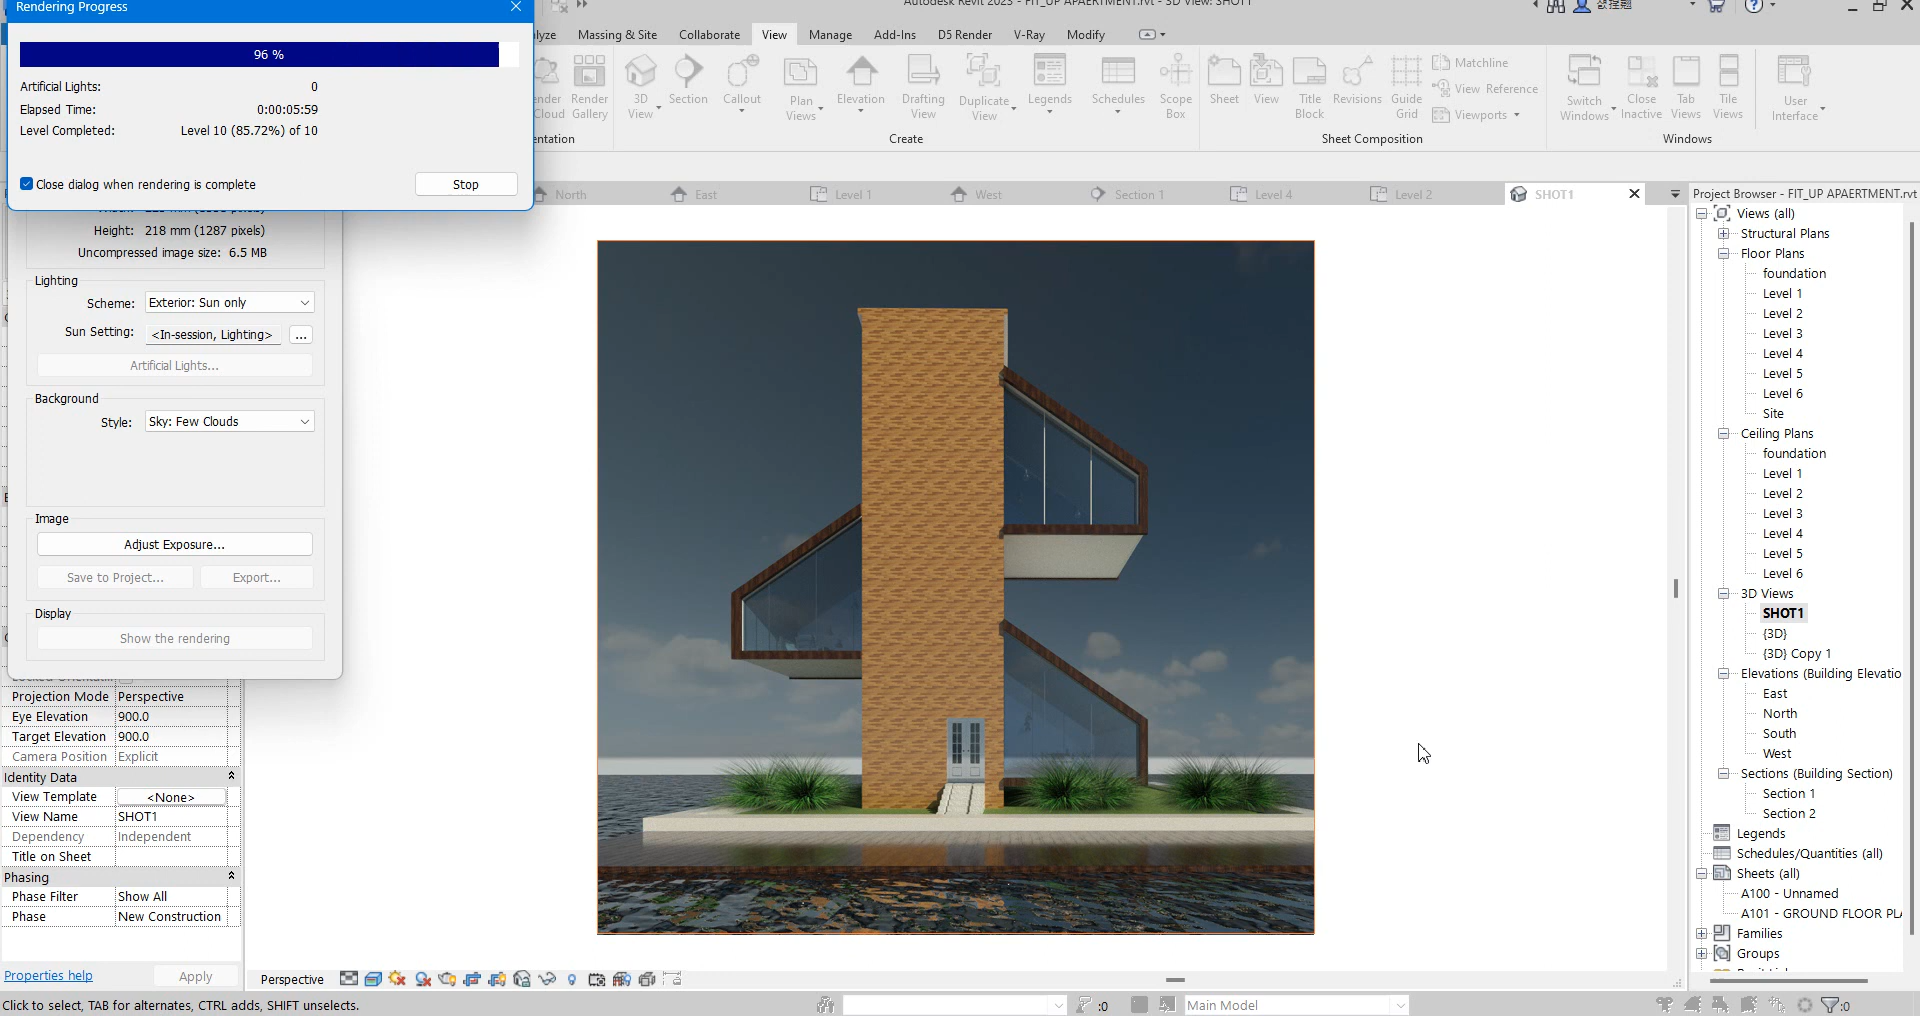 Rendering Progress
96 %
Artificial Lights: 0
Elapsed Time: 0:00:05:59
Level Completed: Level 10 (85.72%) of 10
Close dialog when rendering is complete
Stop
Massing & Site
Collaborate
View
Manage
Add-Ins
D5 Render
V-Ray
Modify
Render Gallery
3D View
Section
Callout
Plan Views
Elevation
Drafting View
Duplicate View
Legends
Schedules
Scope Box
Create
Sheet
View
Title Block
Revisions
Guide Grid
Matchline
View Reference
Viewports
Sheet Composition
Switch Windows
Close Inactive
Tab Views
Tile Views
User Interface
Windows
North
East
Level 1
West
Section 1
Level 4
Level 2
SHOT1
Height: 218 mm (1287 pixels)
Uncompressed image size: 6.5 MB
Lighting
Scheme: Exterior: Sun only
Sun Setting: <In-session, Lighting> ...
Artificial Lights...
Background
Style: Sky: Few Clouds
Image
Adjust Exposure...
Save to Project...
Export...
Display
Show the rendering
Projection Mode Perspective
Eye Elevation 900.0
Target Elevation 900.0
Camera Position Explicit
Identity Data
View Template <None>
View Name SHOT1
Dependency Independent
Title on Sheet
Phasing
Phase Filter Show All
Phase New Construction
Properties help
Apply
Perspective
Project Browser - FIT_UP APAERTMENT.rvt
Views (all)
Structural Plans
Floor Plans
foundation
Level 1
Level 2
Level 3
Level 4
Level 5
Level 6
Site
Ceiling Plans
foundation
Level 1
Level 2
Level 3
Level 4
Level 5
Level 6
3D Views
SHOT1
{3D}
{3D} Copy 1
Elevations (Building Elevatio
East
North
South
West
Sections (Building Section)
Section 1
Section 2
Legends
Schedules/Quantities (all)
Sheets (all)
A100 - Unnamed
A101 - GROUND FLOOR PL
Families
Groups
Click to select, TAB for alternates, CTRL adds, SHIFT unselects.
:0
Main Model
:0